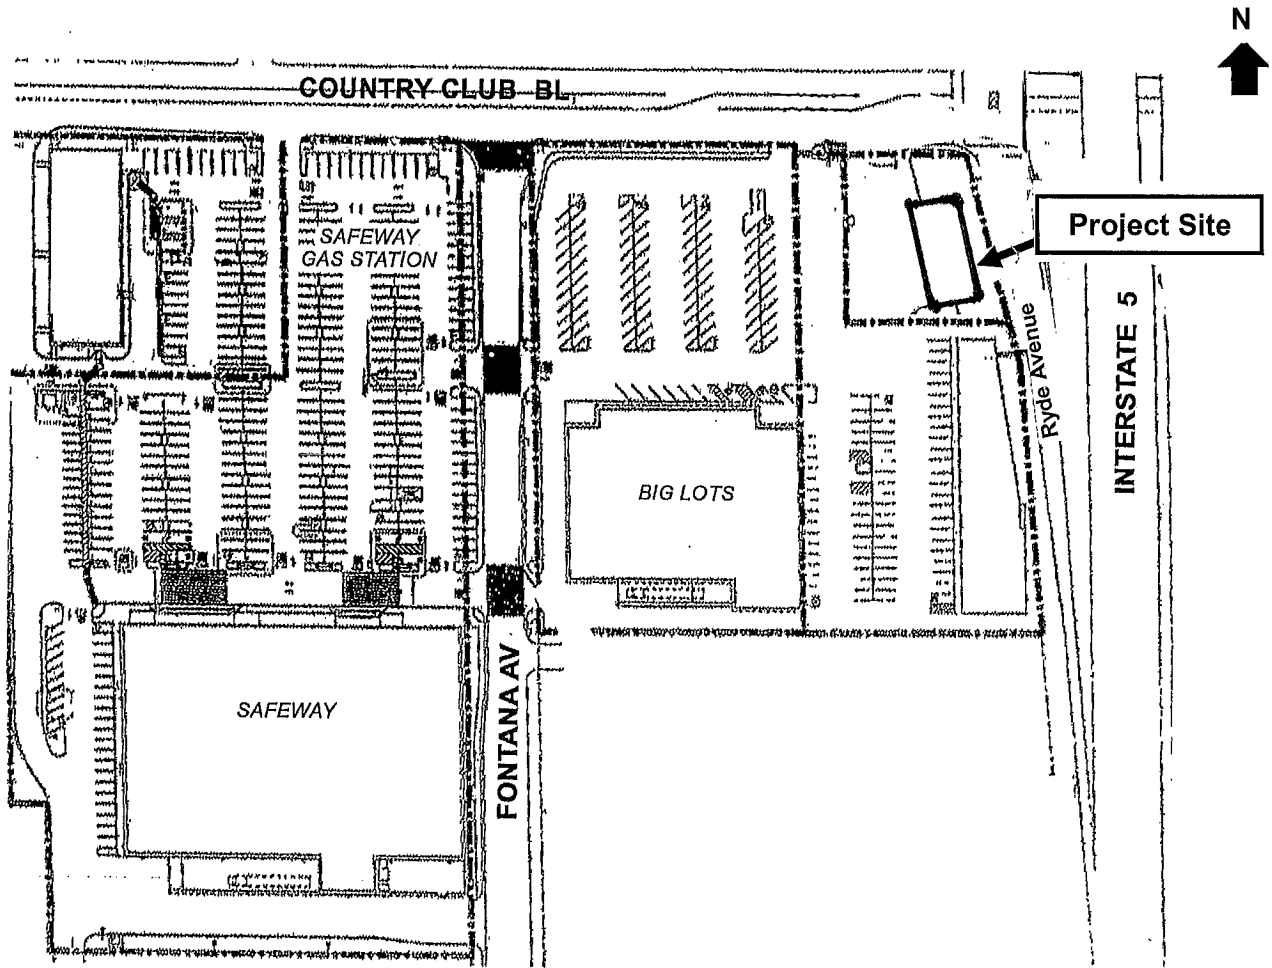 N
COUNTRY CLUB BL
Project Site
SAFEWAY
GAS STATION
Ryde Avenue
INTERSTATE 5
BIG LOTS
SAFEWAY
FONTANA AV